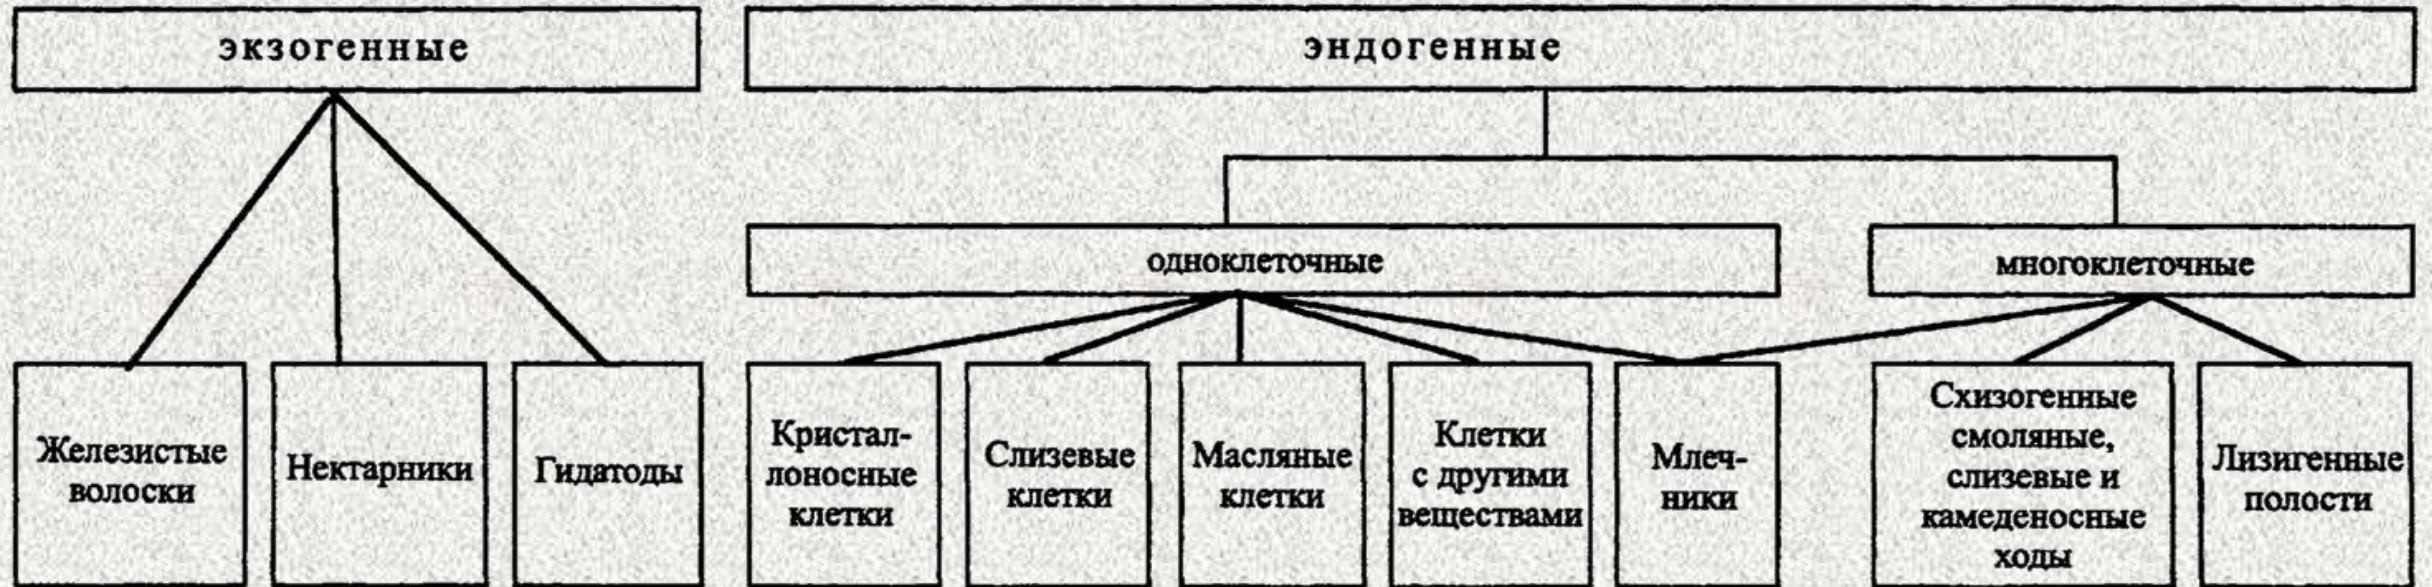 экзогенные
эндогенные
одноклеточные
многоклеточные
Железистые
волоски
Нектарники
Гидатоды
Кристал-
лоносные
клетки
Слизевые
клетки
Масляные
клетки
Клетки
с другими
веществами
Млеч-
ники
Схизогенные
смоляные,
слизевые и
камеденосные
ходы
Лизигенные
полости